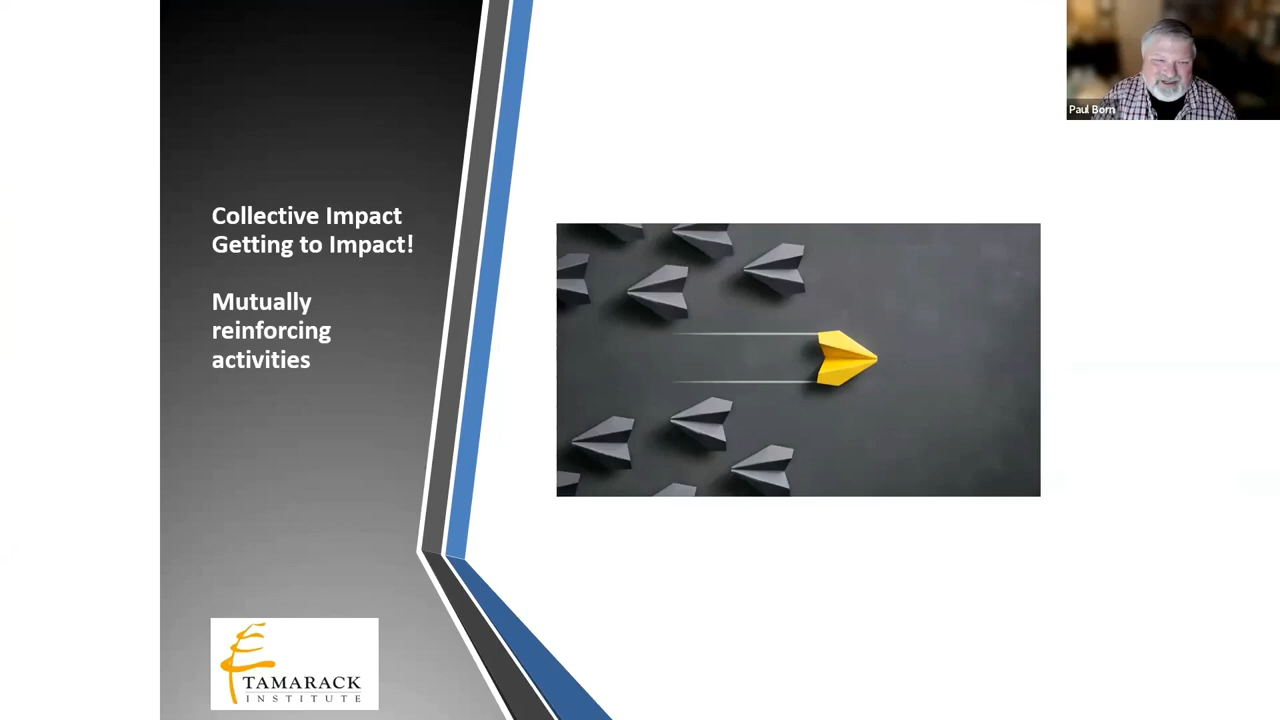 Collective Impact
Getting to Impact!
Mutually
reinforcing
activities
TAMARACK
INSTITUTE
Paul Born